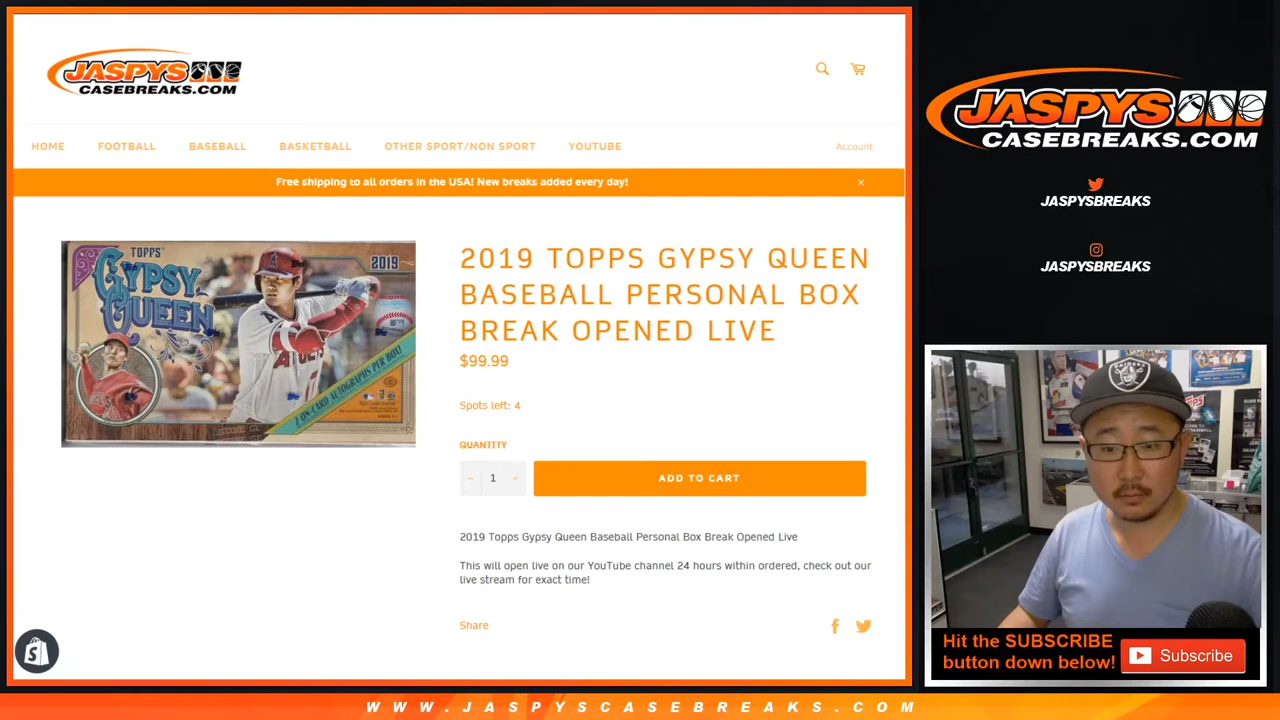 JASPYS
CASEBREAKS.COM
HOME FOOTBALL BASEBALL BASKETBALL OTHER SPORT/NON SPORT YOUTUBE Account
Free shipping to all orders in the USA! New breaks added every day! ×
TOPPS
GYPSY
QUEEN
2019
ANGELS
2 ON-CARD AUTOGRAPHS PER BOX!
2019 TOPPS GYPSY QUEEN
BASEBALL PERSONAL BOX
BREAK OPENED LIVE
$99.99
Spots left: 4
QUANTITY
− 1 + ADD TO CART
2019 Topps Gypsy Queen Baseball Personal Box Break Opened Live
This will open live on our YouTube channel 24 hours within ordered, check out our
live stream for exact time!
Share
JASPYS
CASEBREAKS.COM
JASPYSBREAKS
JASPYSBREAKS
RAIDERS
Hit the SUBSCRIBE
button down below!
Subscribe
WWW.JASPYSCASEBREAKS.COM